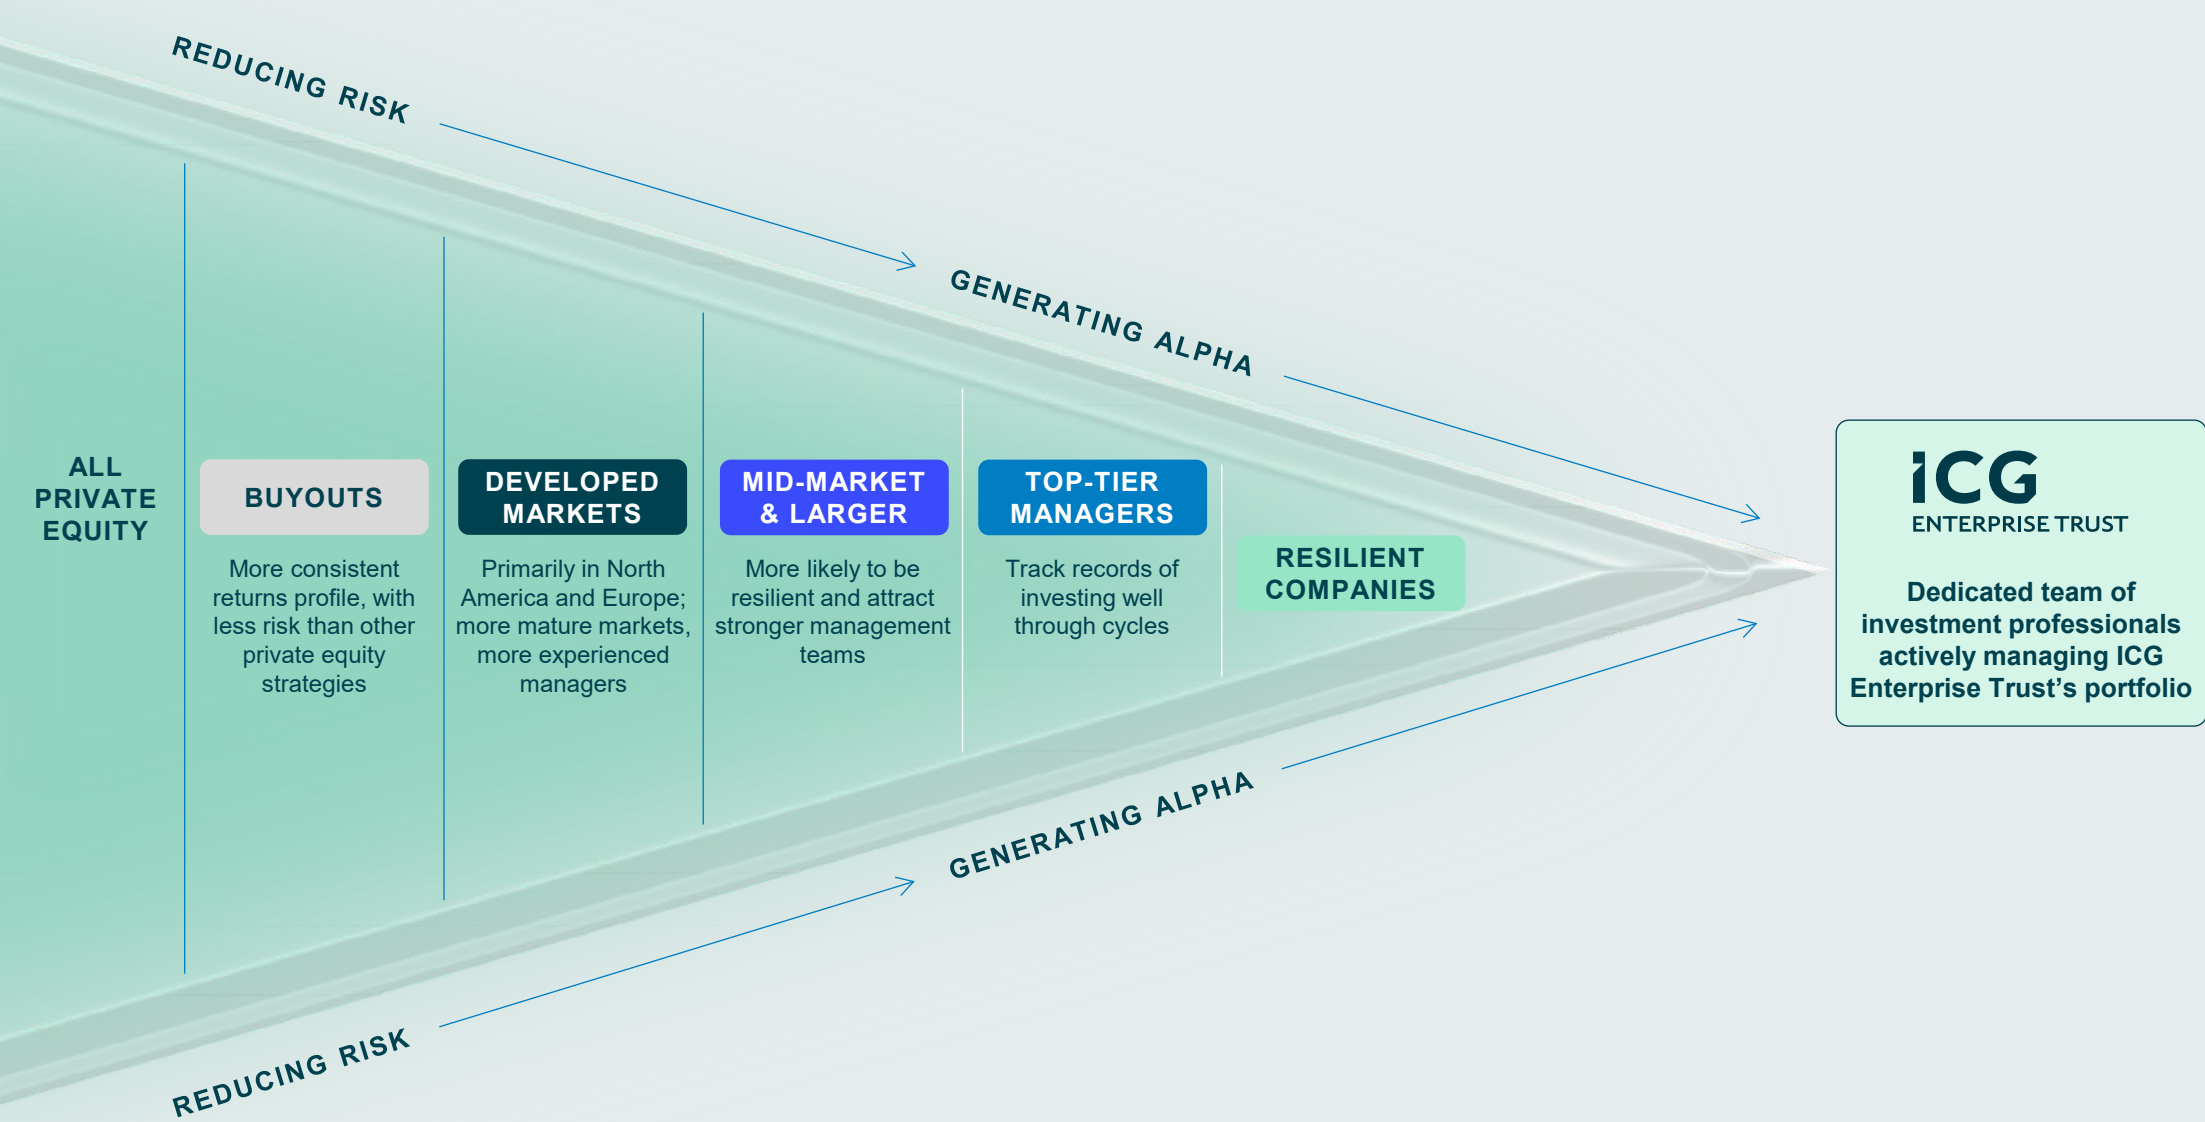 REDUCING RISK
GENERATING ALPHA
ALL
PRIVATE
EQUITY
BUYOUTS
More consistent
returns profile, with
less risk than other
private equity
strategies
DEVELOPED
MARKETS
Primarily in North
America and Europe;
more mature markets,
more experienced
managers
MID-MARKET
& LARGER
More likely to be
resilient and attract
stronger management
teams
TOP-TIER
MANAGERS
Track records of
investing well
through cycles
RESILIENT
COMPANIES
iCG
ENTERPRISE TRUST
Dedicated team of
investment professionals
actively managing ICG
Enterprise Trust’s portfolio
GENERATING ALPHA
REDUCING RISK